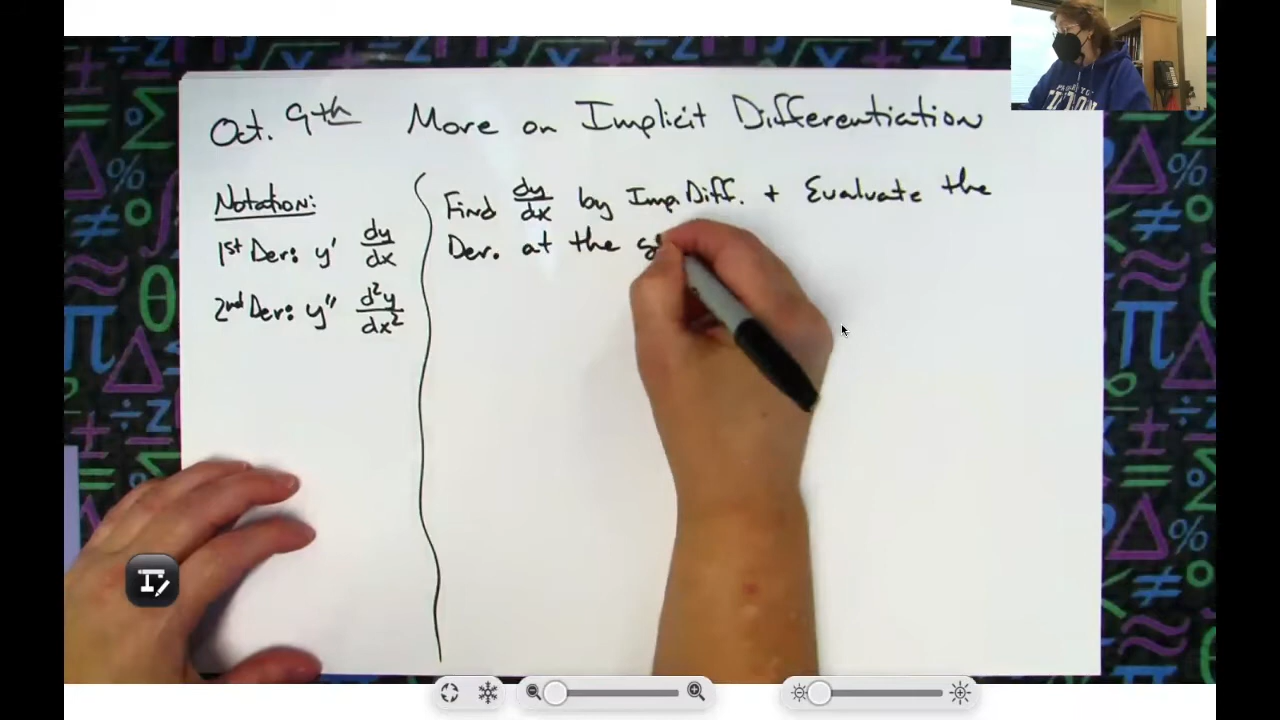 Oct. 9th More on Implicit Differentiation
Notation:
1st Der: y' dy/dx
2nd Der: y" d²y/dx²
Find dy/dx by Imp. Diff. + Evaluate the
Der. at the